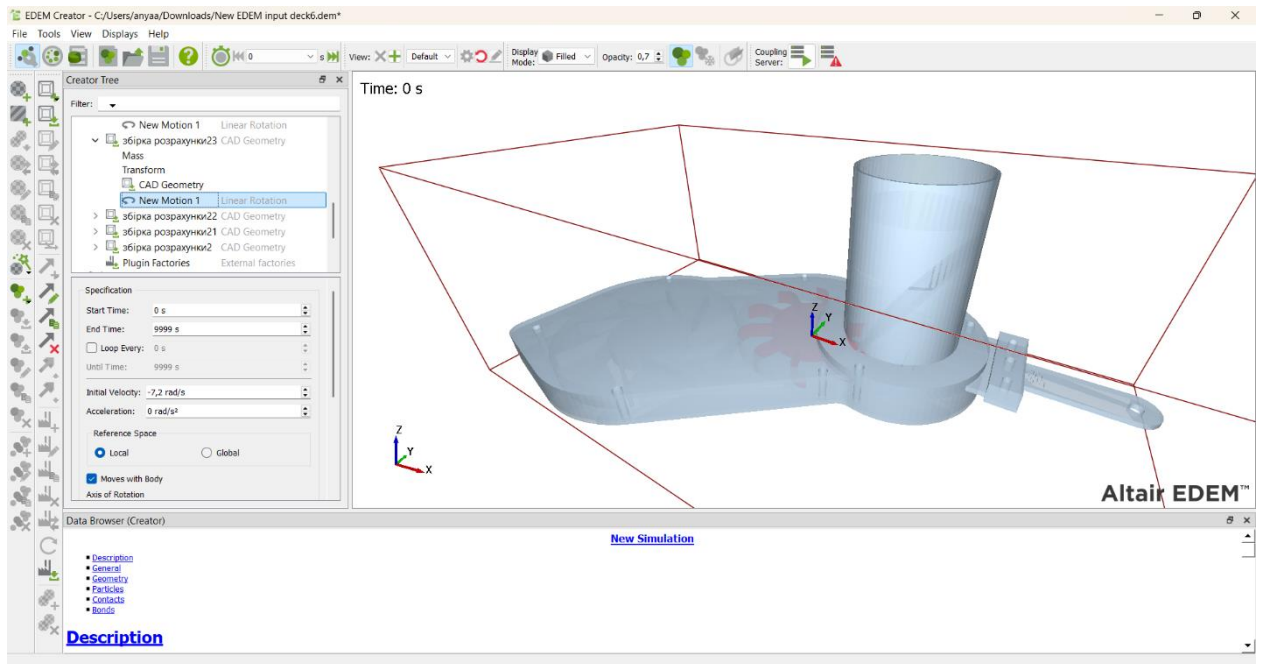 EDEM Creator - C:/Users/anyaa/Downloads/New EDEM input deck6.dem*
File Tools View Displays Help
0 s View: Default Display Mode: Filled Opacity: 0,7 Coupling Server:
Creator Tree
Filter:
New Motion 1 Linear Rotation
збірка розрахунки23 CAD Geometry
Mass
Transform
CAD Geometry
New Motion 1 Linear Rotation
збірка розрахунки22 CAD Geometry
збірка розрахунки21 CAD Geometry
збірка розрахунки2 CAD Geometry
Plugin Factories External factories
Specification
Start Time: 0 s
End Time: 9999 s
Loop Every: 0 s
Until Time: 9999 s
Initial Velocity: -7,2 rad/s
Acceleration: 0 rad/s²
Reference Space
Local Global
Moves with Body
Axis of Rotation
Time: 0 s
Z
Y
X
Z
Y
X
Altair EDEM™
Data Browser (Creator)
New Simulation
Description
General
Geometry
Particles
Contacts
Bonds
Description